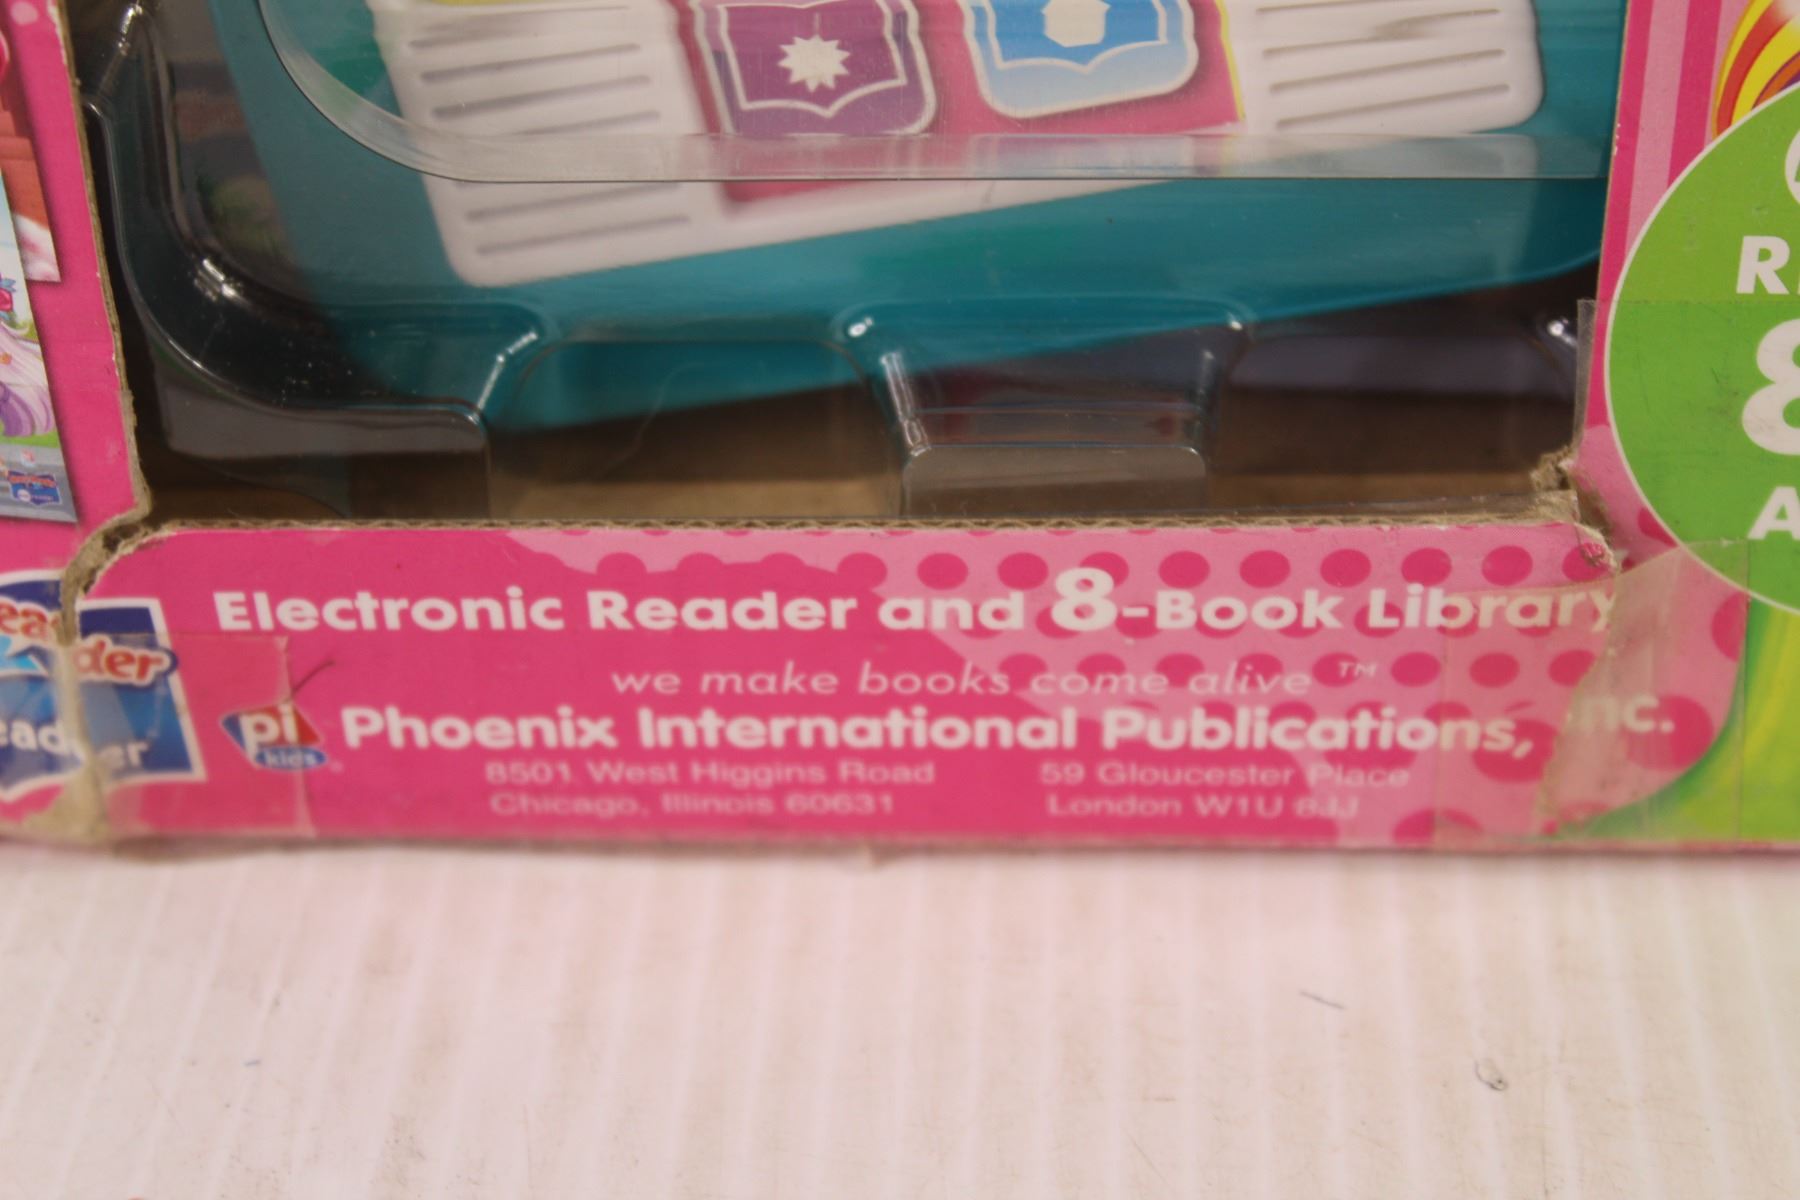 Electronic Reader and 8-Book Library
we make books come alive ™
pi kids® Phoenix International Publications, Inc.
8501 West Higgins Road
Chicago, Illinois 60631
59 Gloucester Place
London W1U 8JJ
8